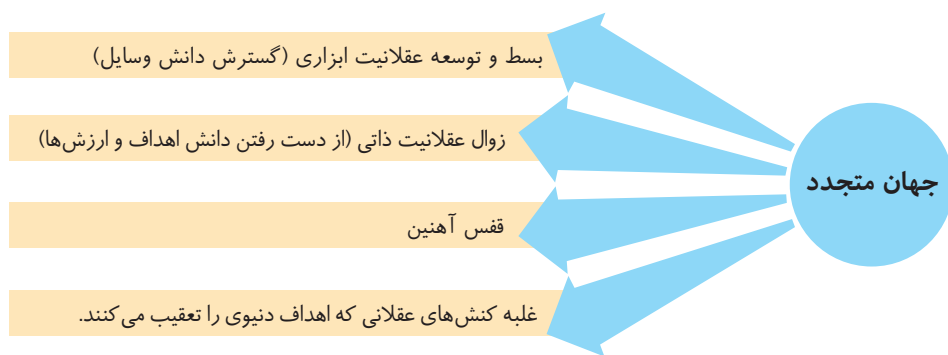 جهان متجدد
بسط و توسعه عقلانیت ابزاری (گسترش دانش وسایل)
زوال عقلانیت ذاتی (از دست رفتن دانش اهداف و ارزش‌ها)
قفس آهنین
غلبه کنش‌های عقلانی که اهداف دنیوی را تعقیب می‌کنند.